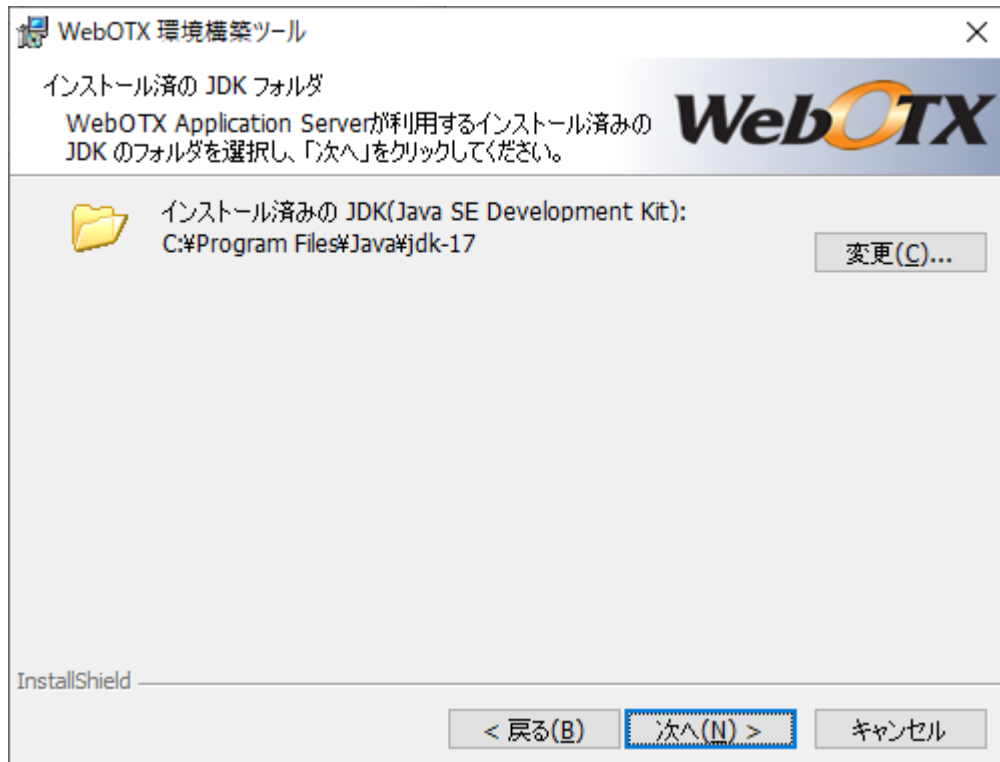 WebOTX 環境構築ツール
インストール済の JDK フォルダ
WebOTX Application Serverが利用するインストール済みの
JDK のフォルダを選択し、「次へ」をクリックしてください。
WebOTX
インストール済みの JDK(Java SE Development Kit):
C:¥Program Files¥Java¥jdk-17
変更(C)...
InstallShield
< 戻る(B)
次へ(N) >
キャンセル